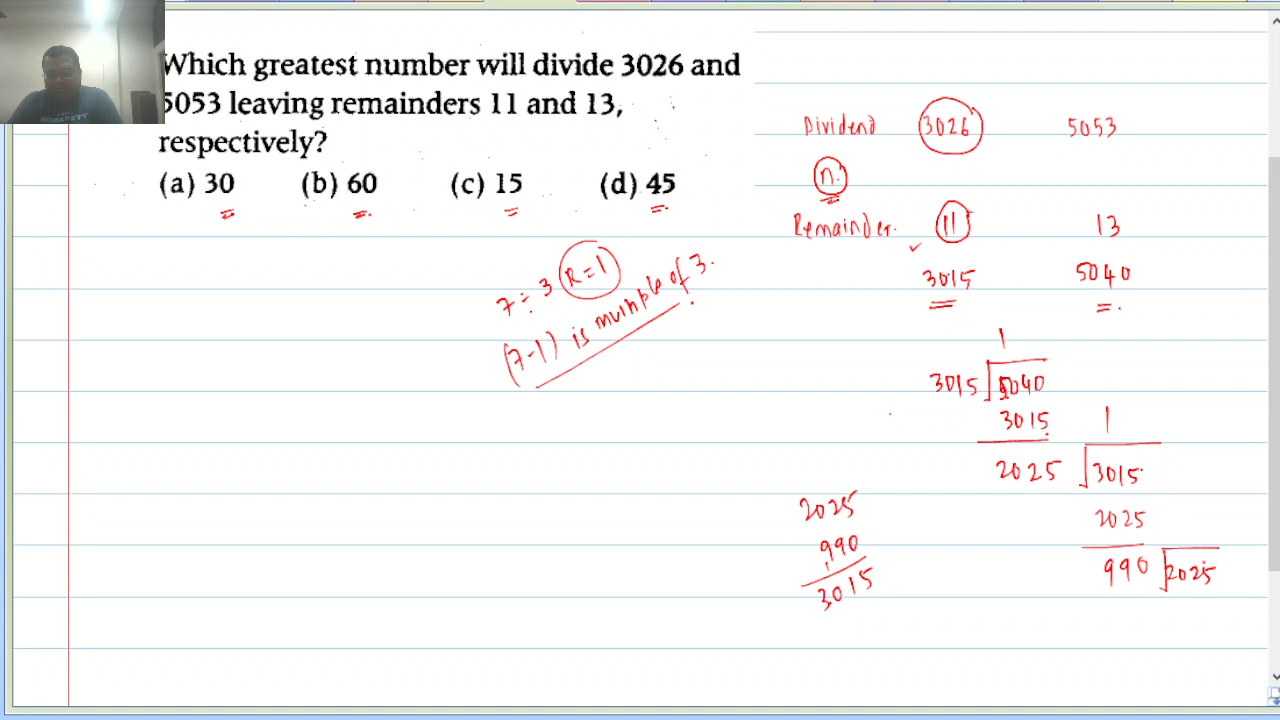 Which greatest number will divide 3026 and
5053 leaving remainders 11 and 13,
respectively?
(a) 30 (b) 60 (c) 15 (d) 45
Dividend 3026 5053
n.
Remainder. 11 13
3015 5040
7 ÷ 3 R = 1
(7-1) is multiple of 3.
1
3015 5040
3015 1
2025 3015
2025
990 2025
2025
990
3015